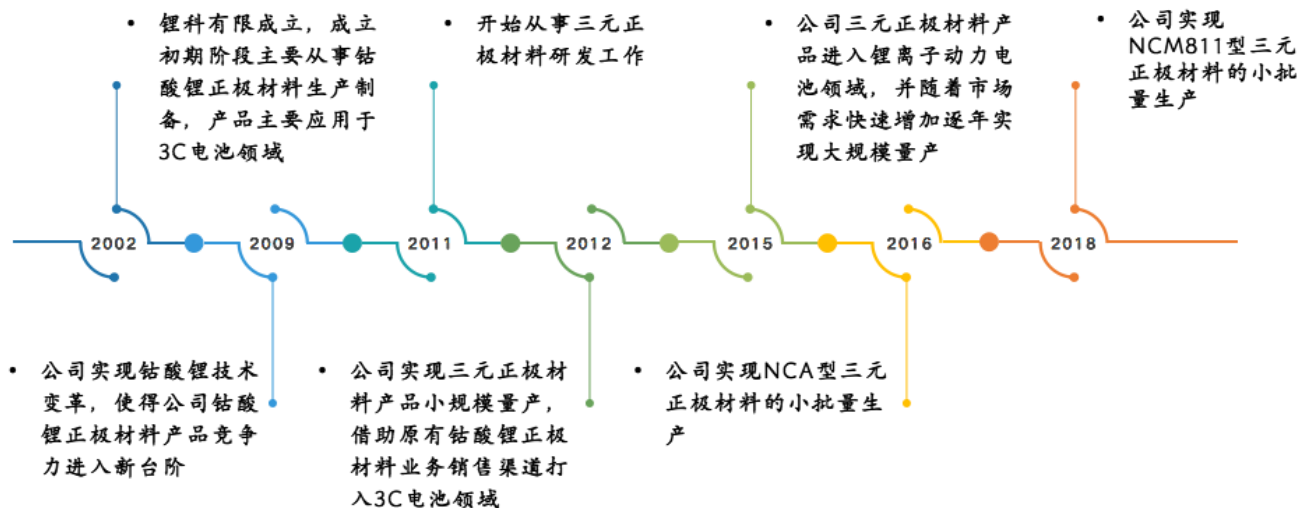 • 锂科有限成立，成立
初期阶段主要从事钴
酸锂正极材料生产制
备，产品主要应用于
3C电池领域
• 开始从事三元正
极材料研发工作
• 公司三元正极材料产
品进入锂离子动力电
池领域，并随着市场
需求快速增加逐年实
现大规模量产
• 公司实现
NCM811型三元
正极材料的小批
量生产
2002
2009
2011
2012
2015
2016
2018
• 公司实现钴酸锂技术
变革，使得公司钴酸
锂正极材料产品竞争
力进入新台阶
• 公司实现三元正极材
料产品小规模量产，
借助原有钴酸锂正极
材料业务销售渠道打
入3C电池领域
• 公司实现NCA型三元
正极材料的小批量生
产